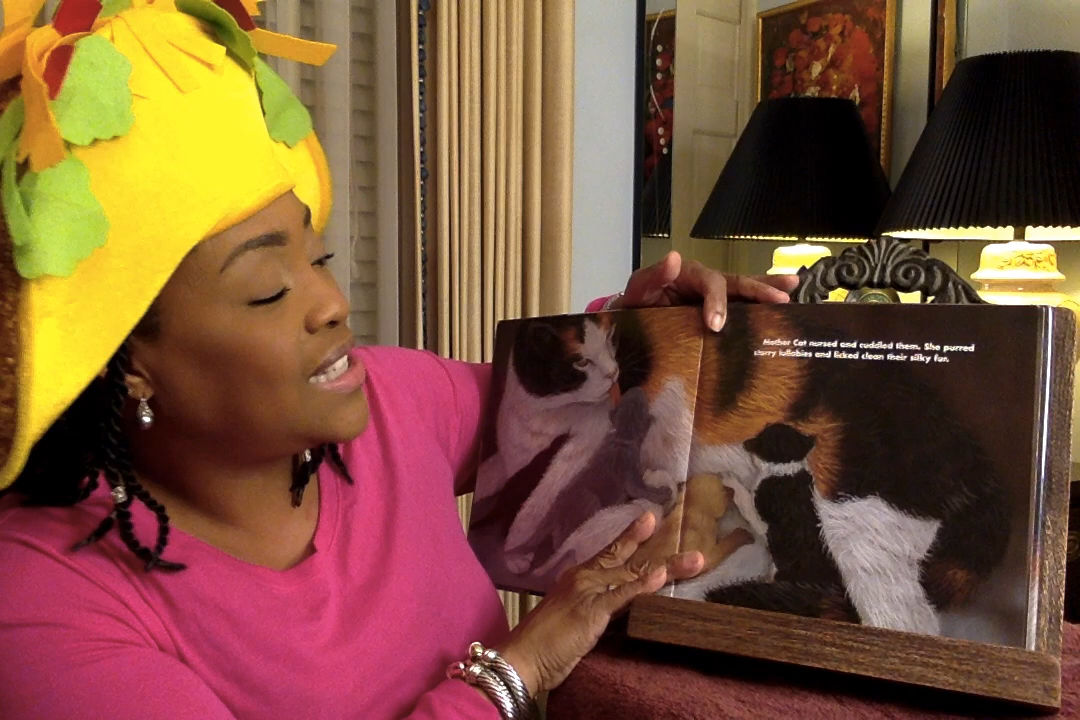 Mother Cat nursed and cuddled them. She purred
starry lullabies and licked clean their silky fur.